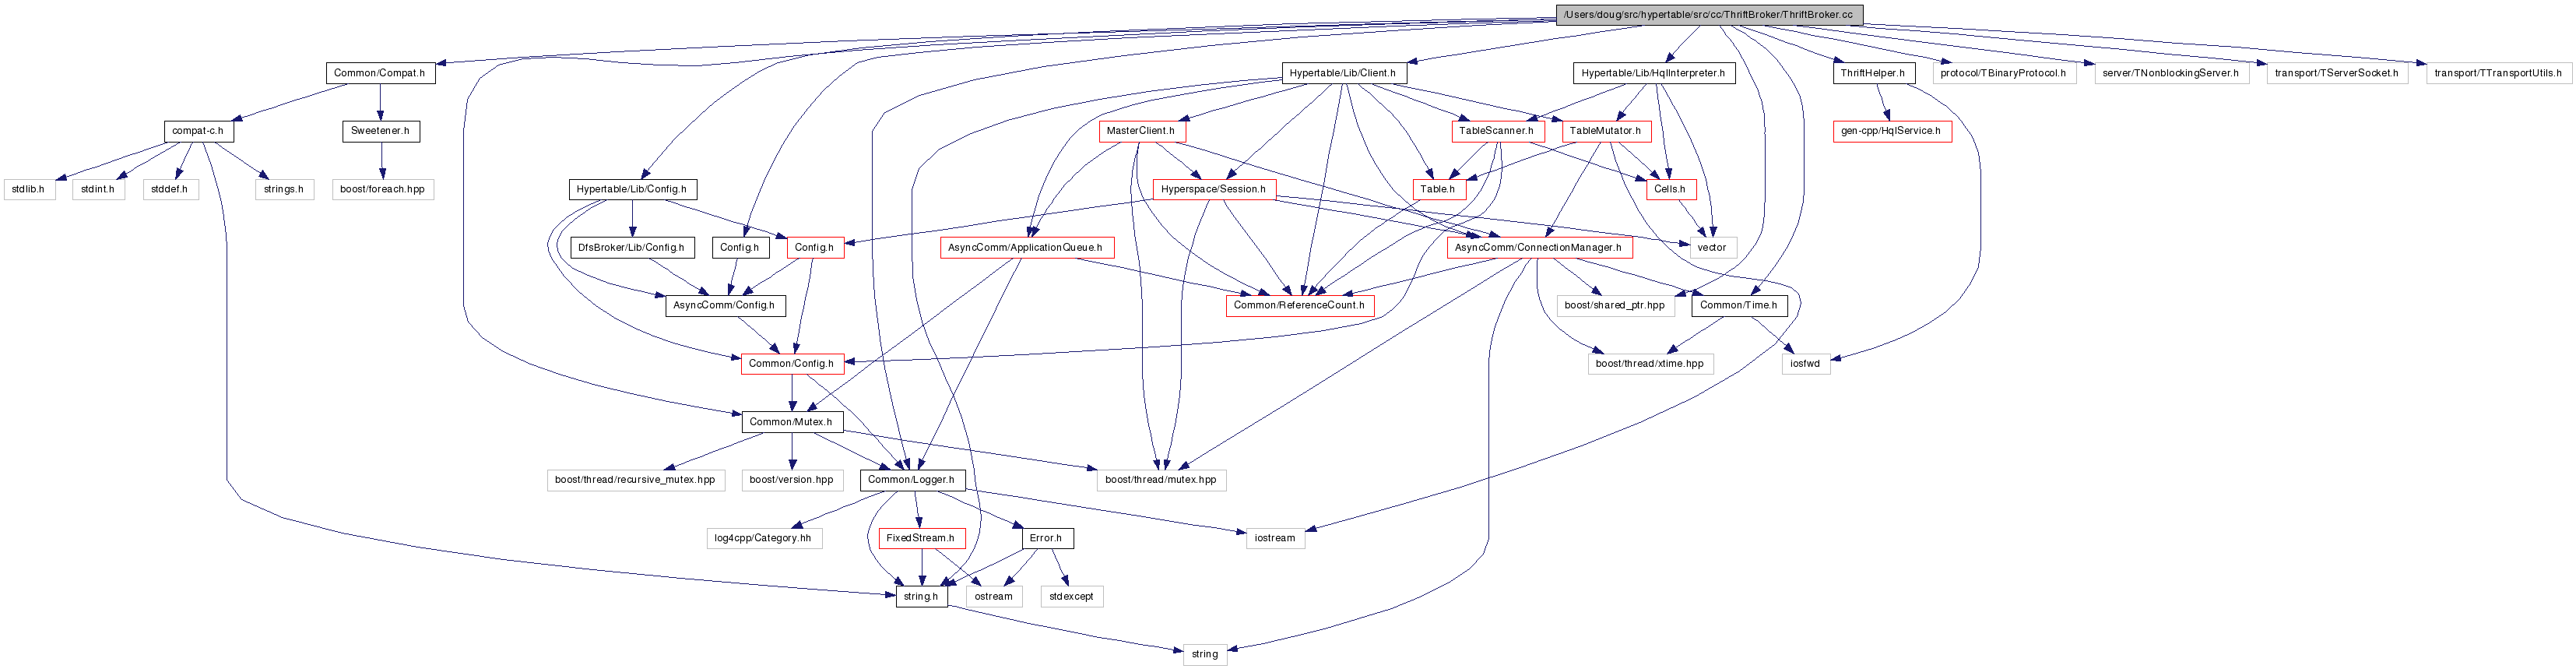 /Users/doug/src/hypertable/src/cc/ThriftBroker/ThriftBroker.cc
Common/Compat.h
Hypertable/Lib/Client.h
Hypertable/Lib/HqlInterpreter.h
ThriftHelper.h
protocol/TBinaryProtocol.h
server/TNonblockingServer.h
transport/TServerSocket.h
transport/TTransportUtils.h
compat-c.h
Sweetener.h
MasterClient.h
TableScanner.h
TableMutator.h
gen-cpp/HqlService.h
stdlib.h
stdint.h
stddef.h
strings.h
boost/foreach.hpp
Hypertable/Lib/Config.h
Hyperspace/Session.h
Table.h
Cells.h
DfsBroker/Lib/Config.h
Config.h
Config.h
AsyncComm/ApplicationQueue.h
AsyncComm/ConnectionManager.h
vector
AsyncComm/Config.h
Common/ReferenceCount.h
boost/shared_ptr.hpp
Common/Time.h
Common/Config.h
boost/thread/xtime.hpp
iosfwd
Common/Mutex.h
boost/thread/recursive_mutex.hpp
boost/version.hpp
Common/Logger.h
boost/thread/mutex.hpp
log4cpp/Category.hh
FixedStream.h
Error.h
iostream
string.h
ostream
stdexcept
string